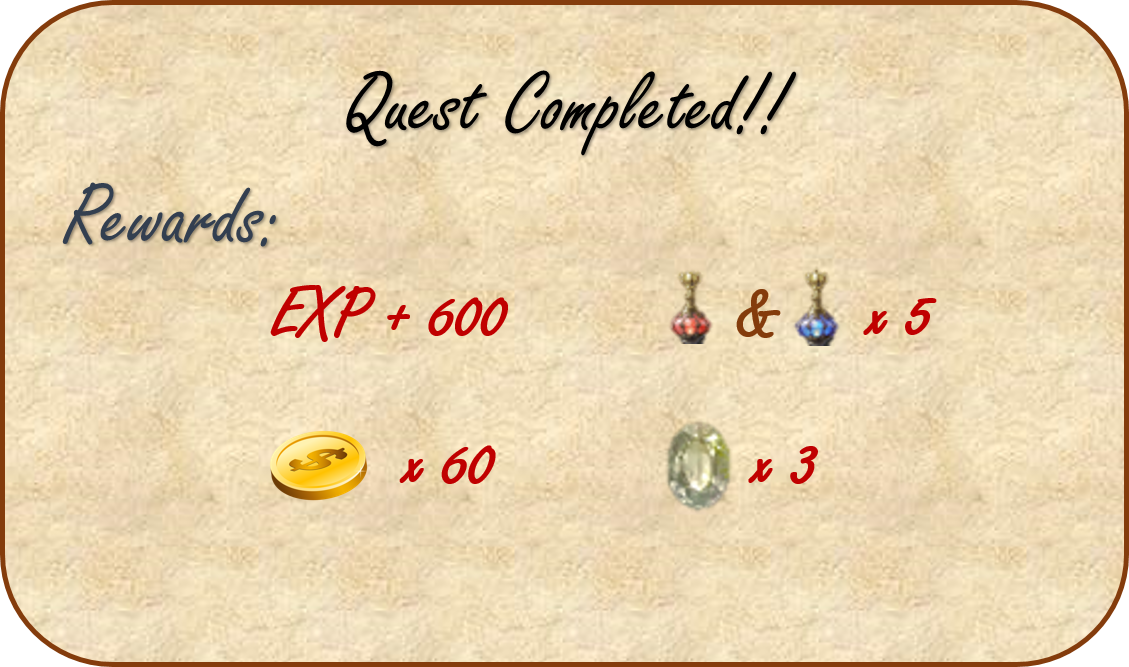 Quest Completed!!
Rewards:
EXP + 600
& x 5
$ x 60
x 3